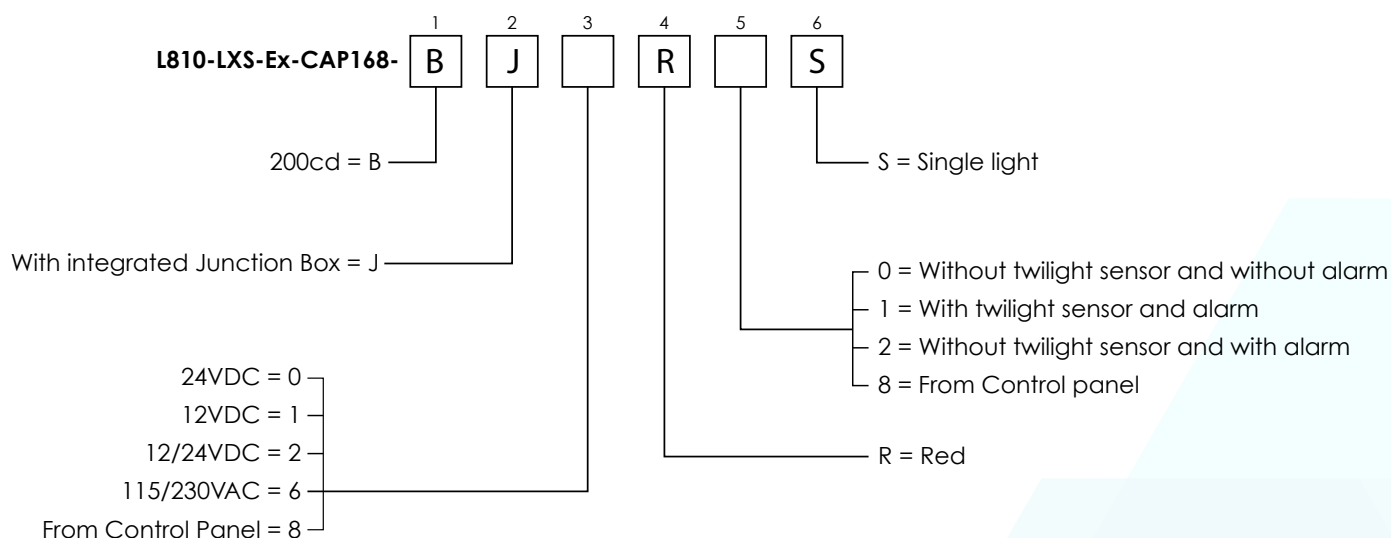 1 2 3 4 5 6
L810-LXS-Ex-CAP168- B J R S
200cd = B
S = Single light
With integrated Junction Box = J
0 = Without twilight sensor and without alarm
1 = With twilight sensor and alarm
2 = Without twilight sensor and with alarm
8 = From Control panel
24VDC = 0
12VDC = 1
12/24VDC = 2
115/230VAC = 6
From Control Panel = 8
R = Red